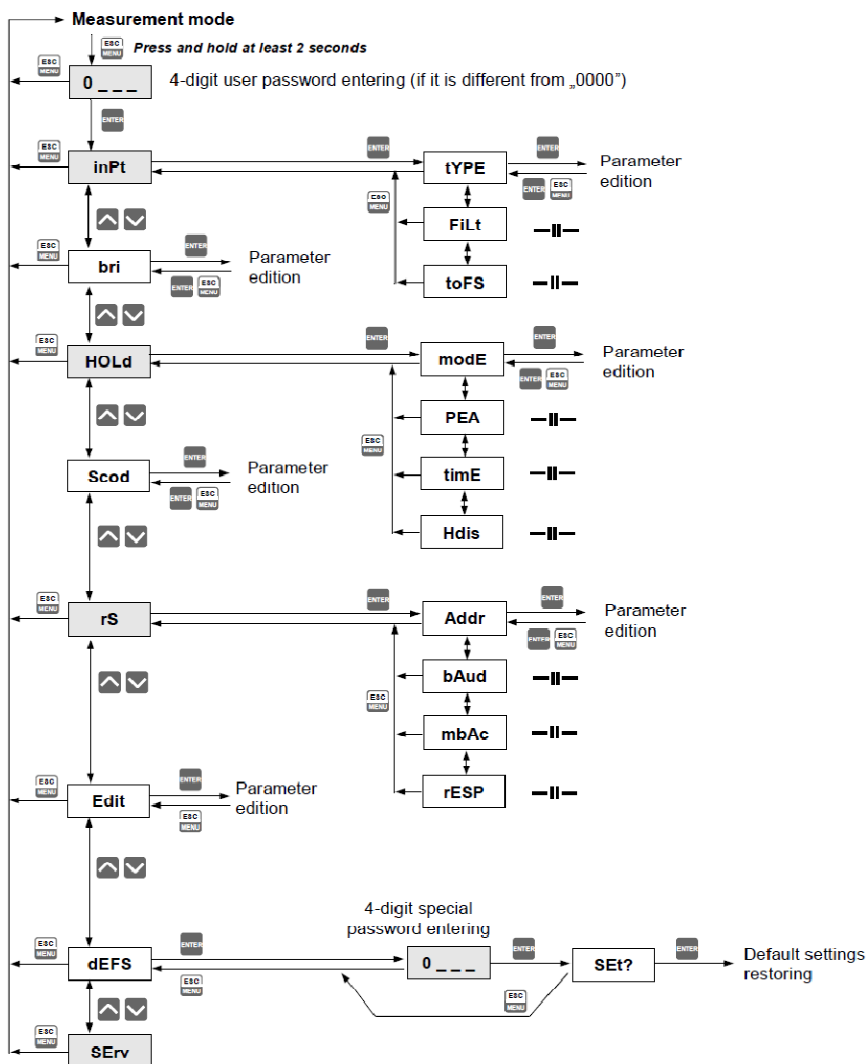 Measurement mode
ESC
MENU
Press and hold at least 2 seconds
ESC
MENU
0 _ _ _
4-digit user password entering (if it is different from „0000")
ENTER
ESC
MENU
inPt
ENTER
tYPE
ENTER
Parameter
edition
ENTER
ESC
MENU
ESC
MENU
FiLt
toFS
ESC
MENU
bri
ENTER
Parameter
edition
ENTER
ESC
MENU
ESC
MENU
HOLd
ENTER
modE
ENTER
Parameter
edition
ENTER
ESC
MENU
PEA
ESC
MENU
timE
Hdis
Scod
ENTER
Parameter
edition
ENTER
ESC
MENU
ESC
MENU
rS
ENTER
Addr
ENTER
Parameter
edition
ENTER
ESC
MENU
bAud
ESC
MENU
mbAc
rESP
ESC
MENU
Edit
ENTER
Parameter
edition
ESC
MENU
4-digit special
password entering
ESC
MENU
dEFS
ENTER
ESC
MENU
0 _ _ _
ENTER
SEt?
ENTER
Default settings
restoring
ESC
MENU
ESC
MENU
SErv